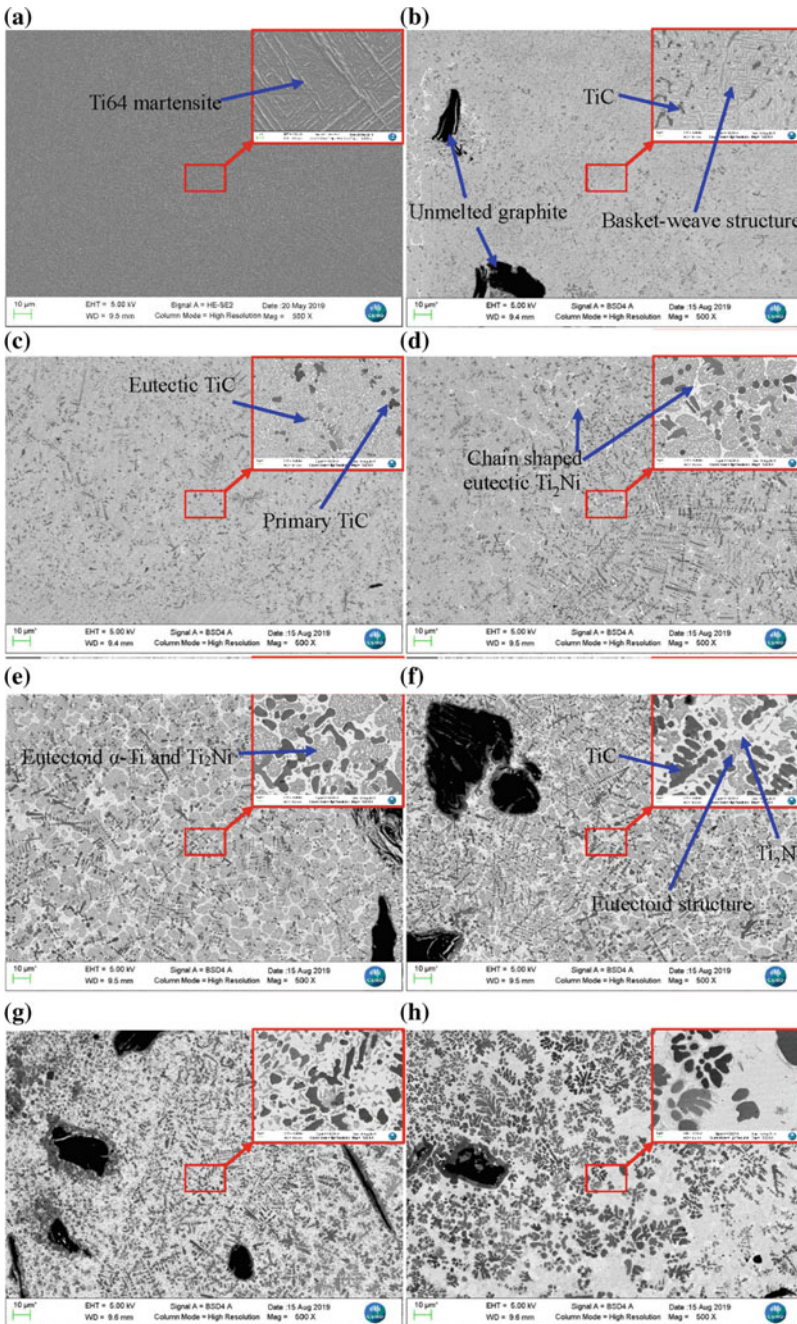 (a)
Ti64 martensite
10 μm
EHT = 5.00 kV
WD = 9.5 mm
Signal A = HE-SE2
Column Mode = High Resolution
Date :20 May 2019
Mag = 500 X
(b)
TiC
Unmelted graphite
Basket-weave structure
10 μm
EHT = 5.00 kV
WD = 9.4 mm
Signal A = BSD4 A
Column Mode = High Resolution
Date :15 Aug 2019
Mag = 500 X
(c)
Eutectic TiC
Primary TiC
10 μm
EHT = 5.00 kV
WD = 9.4 mm
Signal A = BSD4 A
Column Mode = High Resolution
Date :15 Aug 2019
Mag = 500 X
(d)
Chain shaped
eutectic Ti₂Ni
10 μm
EHT = 5.00 kV
WD = 9.5 mm
Signal A = BSD4 A
Column Mode = High Resolution
Date :15 Aug 2019
Mag = 500 X
(e)
Eutectoid α-Ti and Ti₂Ni
10 μm
EHT = 5.00 kV
WD = 9.5 mm
Signal A = BSD4 A
Column Mode = High Resolution
Date :15 Aug 2019
Mag = 500 X
(f)
TiC
Ti₂N
Eutectoid structure
10 μm
EHT = 5.00 kV
WD = 9.5 mm
Signal A = BSD4 A
Column Mode = High Resolution
Date :15 Aug 2019
Mag = 500 X
(g)
10 μm
EHT = 5.00 kV
WD = 9.6 mm
Signal A = BSD4 A
Column Mode = High Resolution
Date :15 Aug 2019
Mag = 500 X
(h)
10 μm
EHT = 5.00 kV
WD = 9.6 mm
Signal A = BSD4 A
Column Mode = High Resolution
Date :15 Aug 2019
Mag = 500 X